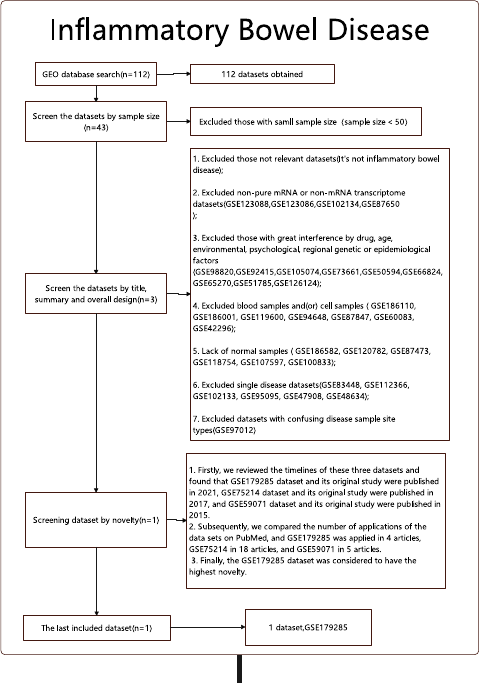 Inflammatory Bowel Disease
GEO database search(n=112)
112 datasets obtained
Screen the datasets by sample size
(n=43)
Excluded those with samll sample size (sample size < 50)
1. Excluded those not relevant datasets(It's not inflammatory bowel
disease);
2. Excluded non-pure mRNA or non-mRNA transcriptome
datasets(GSE123088,GSE123086,GSE102134,GSE87650
);
3. Excluded those with great interference by drug, age,
environmental, psychological, regional genetic or epidemiological
factors
(GSE98820,GSE92415,GSE105074,GSE73661,GSE50594,GSE66824,
GSE65270,GSE51785,GSE126124);
Screen the datasets by title,
summary and overall design(n=3)
4. Excluded blood samples and(or) cell samples ( GSE186110,
GSE186001, GSE119600, GSE94648, GSE87847, GSE60083,
GSE42296);
5. Lack of normal samples ( GSE186582, GSE120782, GSE87473,
GSE118754, GSE107597, GSE100833);
6. Excluded single disease datasets(GSE83448, GSE112366,
GSE102133, GSE95095, GSE47908, GSE48634);
7. Excluded datasets with confusing disease sample site
types(GSE97012)
Screening dataset by novelty(n=1)
1. Firstly, we reviewed the timelines of these three datasets and
found that GSE179285 dataset and its original study were published
in 2021, GSE75214 dataset and its original study were published in
2017, and GSE59071 dataset and its original study were published in
2015.
2. Subsequently, we compared the number of applications of the
data sets on PubMed, and GSE179285 was applied in 4 articles,
GSE75214 in 18 articles, and GSE59071 in 5 articles.
3. Finally, the GSE179285 dataset was considered to have the
highest novelty.
The last included dataset(n=1)
1 dataset,GSE179285